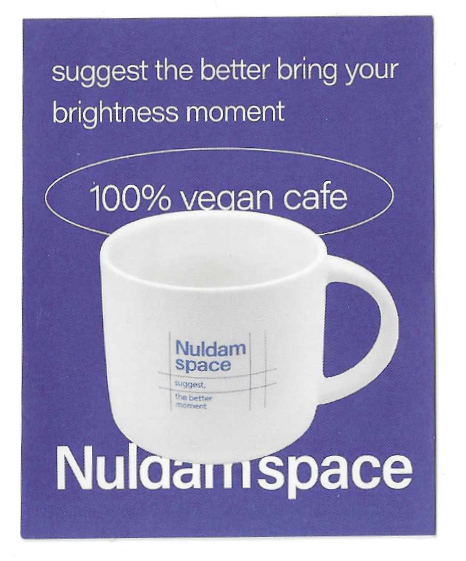 suggest the better bring your
brightness moment
100% vegan cafe
Nuldam
space
suggest,
the better
moment
Nuldamspace